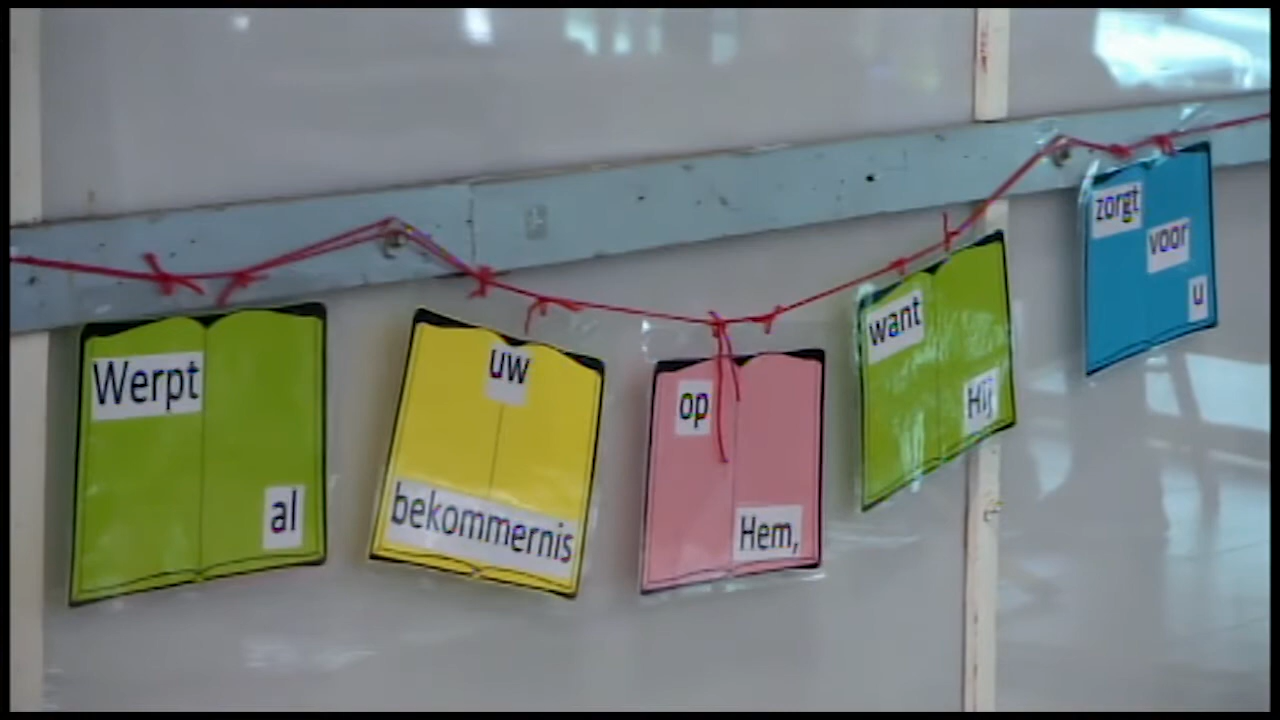 Werpt
al
uw
bekommernis
op
Hem,
want
Hij
zorgt
voor
u